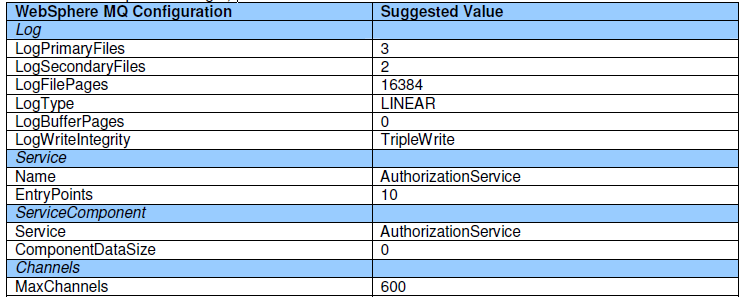 WebSphere MQ Configuration Suggested Value
Log
LogPrimaryFiles 3
LogSecondaryFiles 2
LogFilePages 16384
LogType LINEAR
LogBufferPages 0
LogWriteIntegrity TripleWrite
Service
Name AuthorizationService
EntryPoints 10
ServiceComponent
Service AuthorizationService
ComponentDataSize 0
Channels
MaxChannels 600